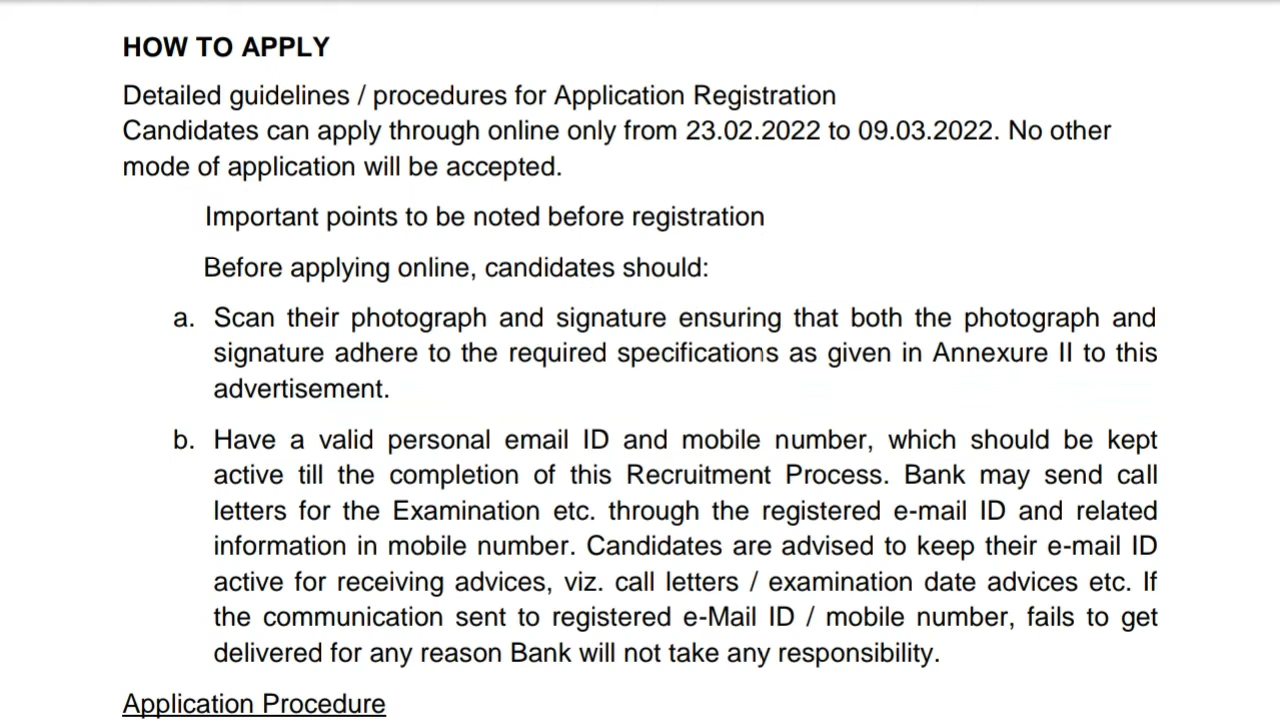 HOW TO APPLY
Detailed guidelines / procedures for Application Registration
Candidates can apply through online only from 23.02.2022 to 09.03.2022. No other
mode of application will be accepted.
Important points to be noted before registration
Before applying online, candidates should:
a. Scan their photograph and signature ensuring that both the photograph and
signature adhere to the required specifications as given in Annexure II to this
advertisement.
b. Have a valid personal email ID and mobile number, which should be kept
active till the completion of this Recruitment Process. Bank may send call
letters for the Examination etc. through the registered e-mail ID and related
information in mobile number. Candidates are advised to keep their e-mail ID
active for receiving advices, viz. call letters / examination date advices etc. If
the communication sent to registered e-Mail ID / mobile number, fails to get
delivered for any reason Bank will not take any responsibility.
Application Procedure